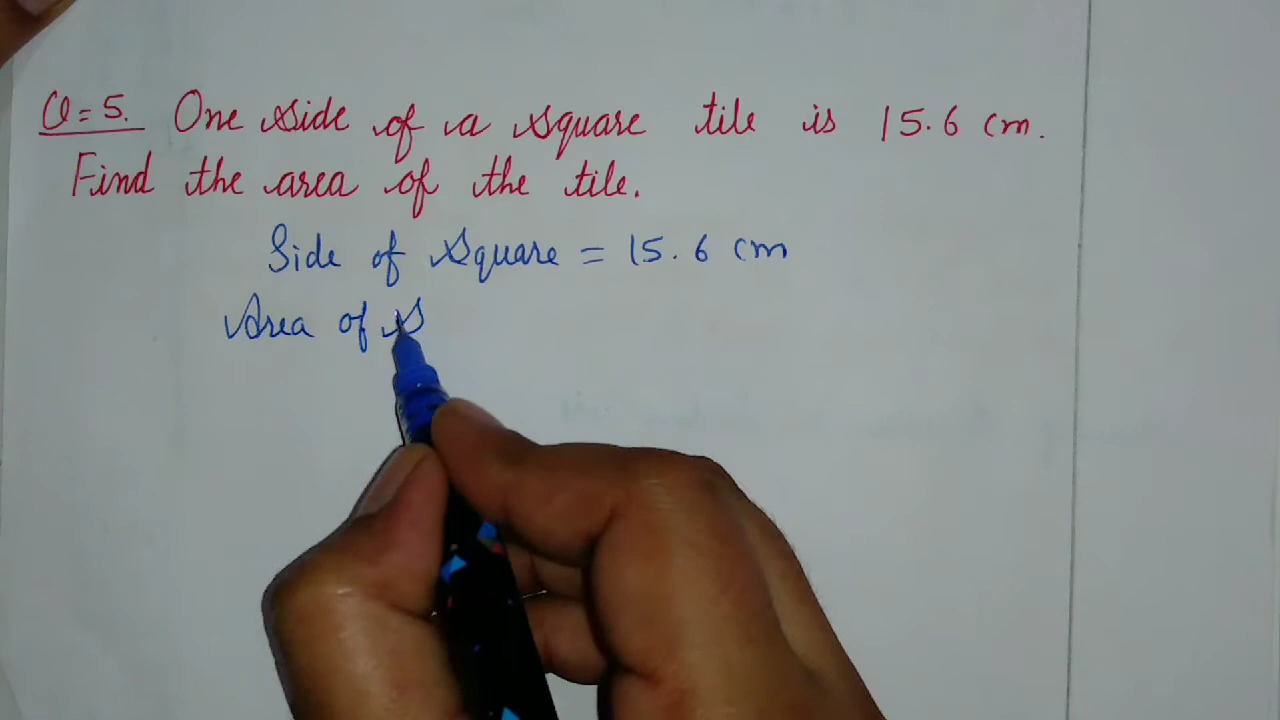 Q=5. One side of a square tile is 15.6 cm.
Find the area of the tile.
Side of square = 15.6 cm
Area of s